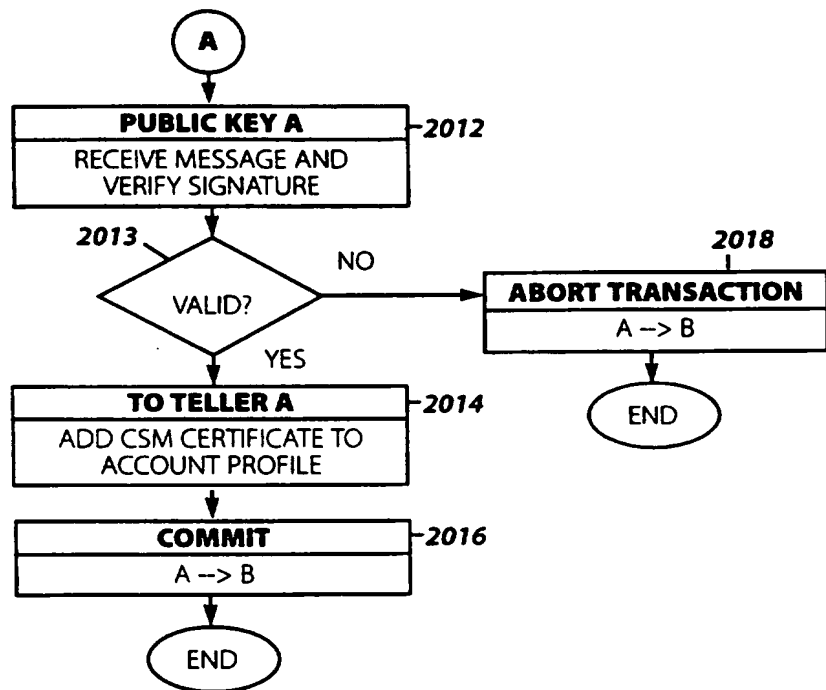 A
PUBLIC KEY A
2012
RECEIVE MESSAGE AND
VERIFY SIGNATURE
2013
VALID?
NO
YES
2018
ABORT TRANSACTION
A --> B
END
TO TELLER A
2014
ADD CSM CERTIFICATE TO
ACCOUNT PROFILE
COMMIT
2016
A --> B
END